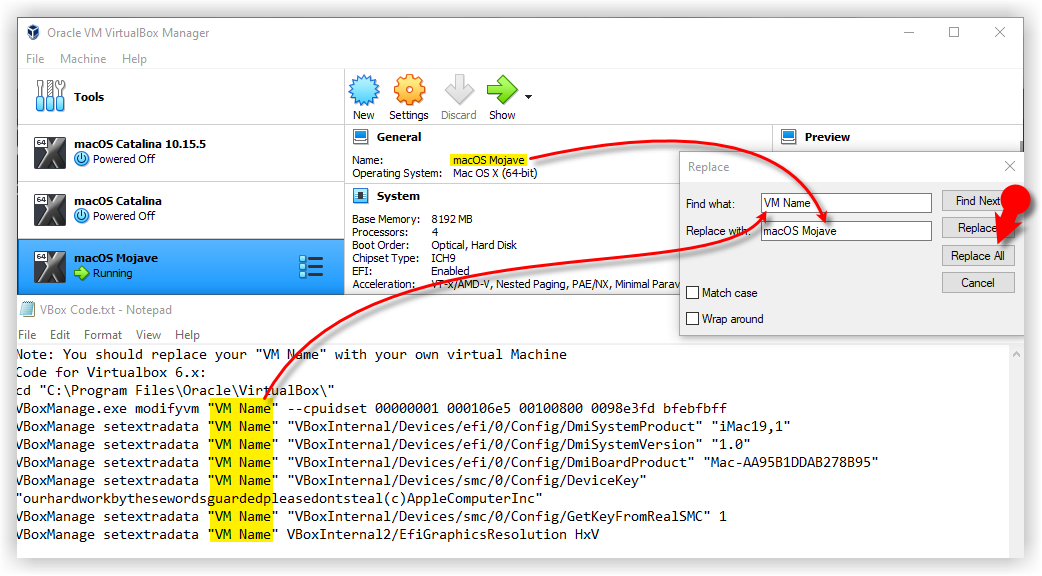 Oracle VM VirtualBox Manager
File Machine Help
Tools
New Settings Discard Show
64
macOS Catalina 10.15.5
Powered Off
64
macOS Catalina
Powered Off
64
macOS Mojave
Running
General
Name: macOS Mojave
Operating System: Mac OS X (64-bit)
System
Base Memory: 8192 MB
Processors: 4
Boot Order: Optical, Hard Disk
Chipset Type: ICH9
EFI: Enabled
Acceleration: VT-x/AMD-V, Nested Paging, PAE/NX, Minimal Parav
Preview
Replace
Find what: VM Name
Find Next
Replace with: macOS Mojave
Replace
Replace All
Cancel
Match case
Wrap around
VBox Code.txt - Notepad
File Edit Format View Help
Note: You should replace your "VM Name" with your own virtual Machine
Code for Virtualbox 6.x:
cd "C:\Program Files\Oracle\VirtualBox\"
VBoxManage.exe modifyvm "VM Name" --cpuidset 00000001 000106e5 00100800 0098e3fd bfebfbff
VBoxManage setextradata "VM Name" "VBoxInternal/Devices/efi/0/Config/DmiSystemProduct" "iMac19,1"
VBoxManage setextradata "VM Name" "VBoxInternal/Devices/efi/0/Config/DmiSystemVersion" "1.0"
VBoxManage setextradata "VM Name" "VBoxInternal/Devices/efi/0/Config/DmiBoardProduct" "Mac-AA95B1DDAB278B95"
VBoxManage setextradata "VM Name" "VBoxInternal/Devices/smc/0/Config/DeviceKey"
"ourhardworkbythesewordsguardedpleasedontsteal(c)AppleComputerInc"
VBoxManage setextradata "VM Name" "VBoxInternal/Devices/smc/0/Config/GetKeyFromRealSMC" 1
VBoxManage setextradata "VM Name" VBoxInternal2/EfiGraphicsResolution HxV